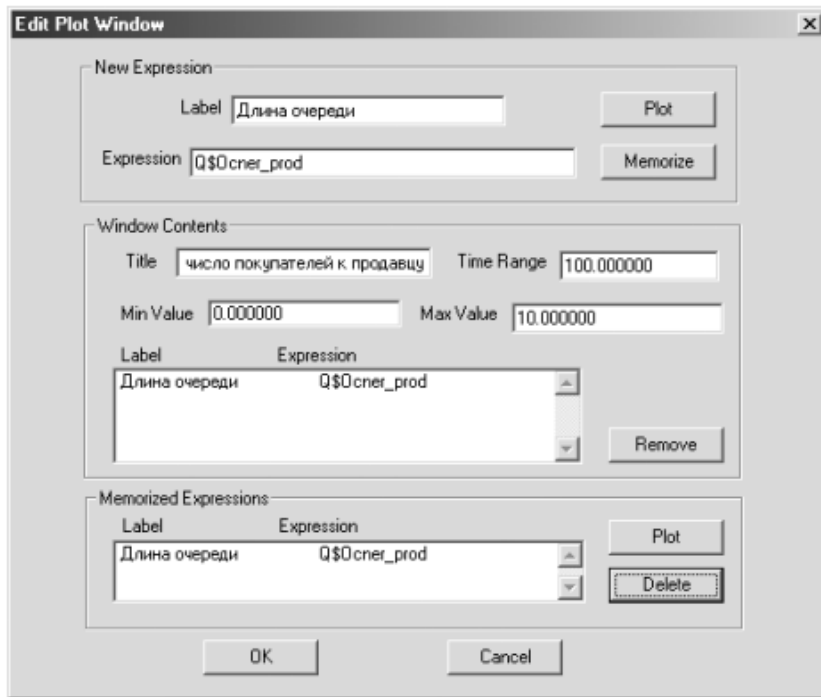 Edit Plot Window
New Expression
Label Длина очереди Plot
Expression Q$Ocner_prod Memorize
Window Contents
Title число покупателей к продавцу Time Range 100.000000
Min Value 0.000000 Max Value 10.000000
Label Expression
Длина очереди Q$Ocner_prod
Remove
Memorized Expressions
Label Expression
Plot
Длина очереди Q$Ocner_prod
Delete
OK Cancel